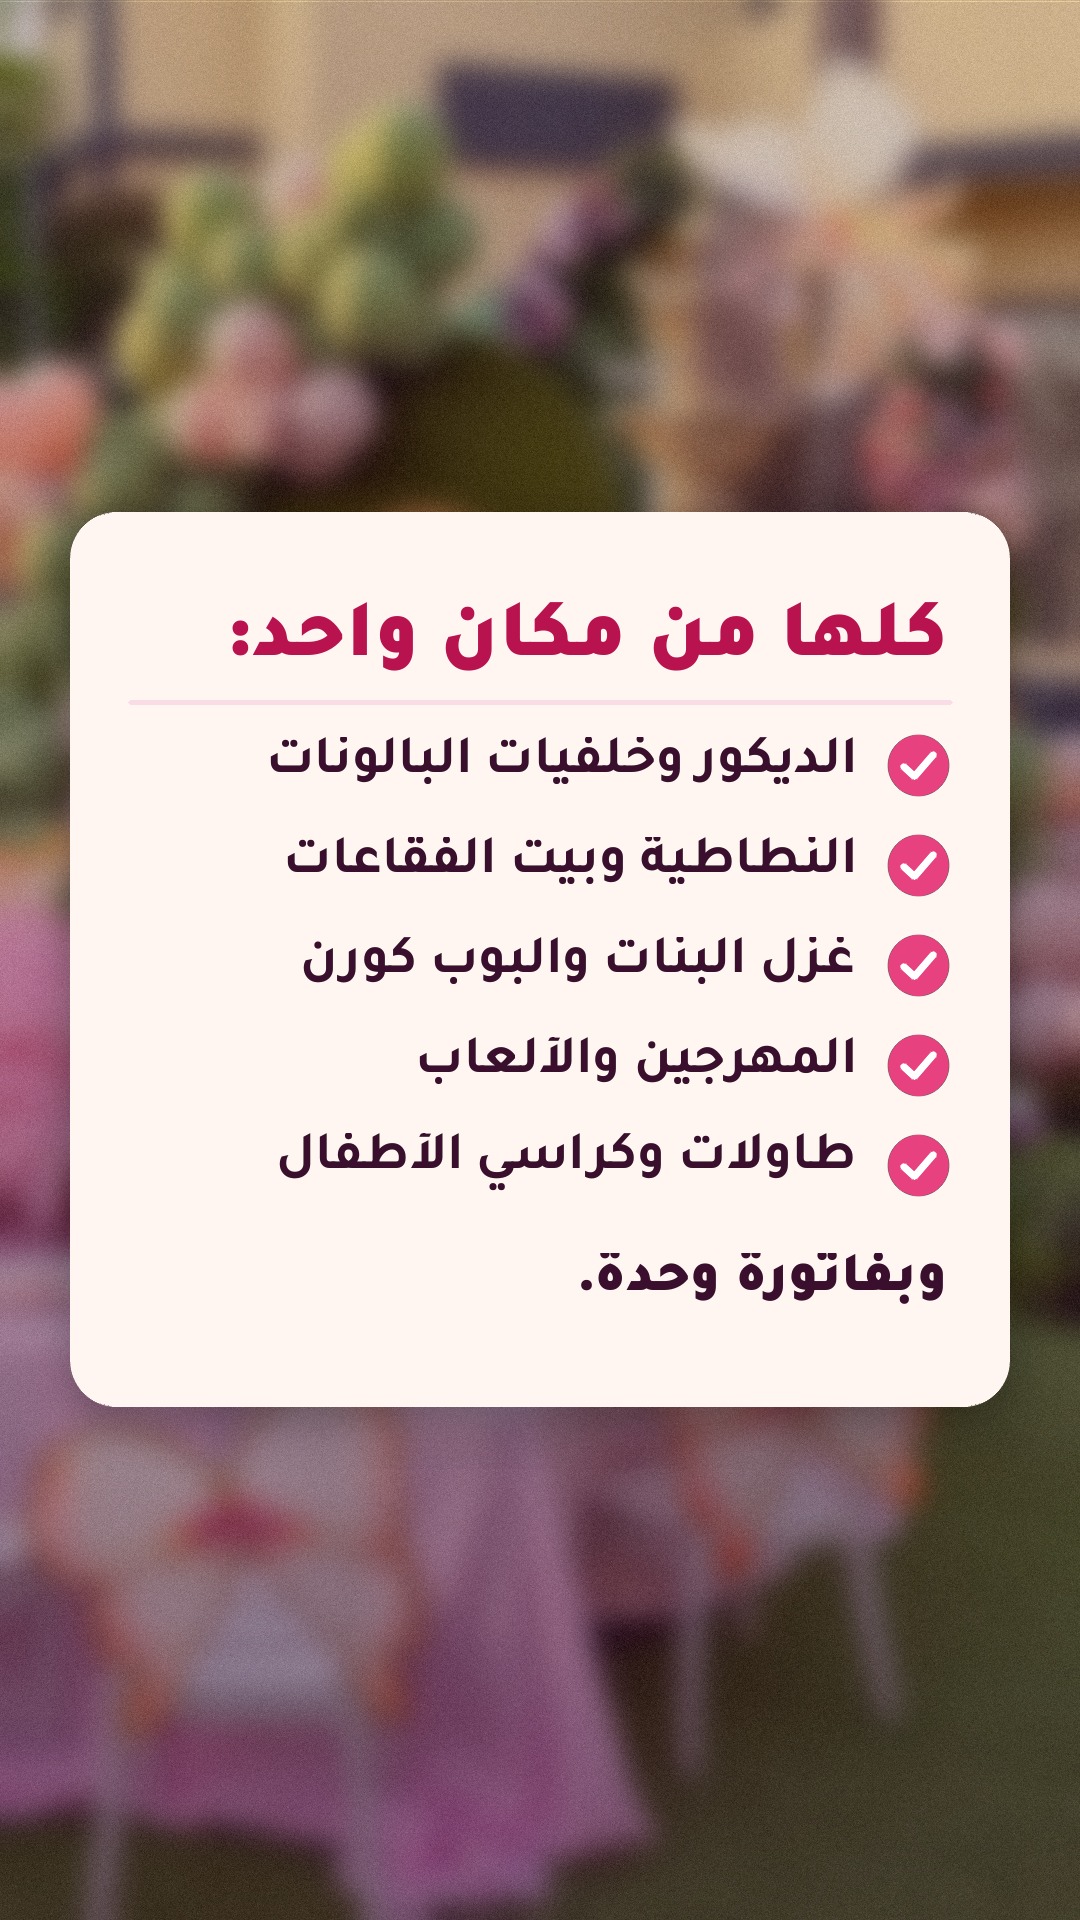 كلها من مكان واحد:
الديكور وخلفيات البالونات
النطاطية وبيت الفقاعات
غزل البنات والبوب كورن
المهرجين والألعاب
طاولات وكراسي الأطفال
وبفاتورة وحدة.